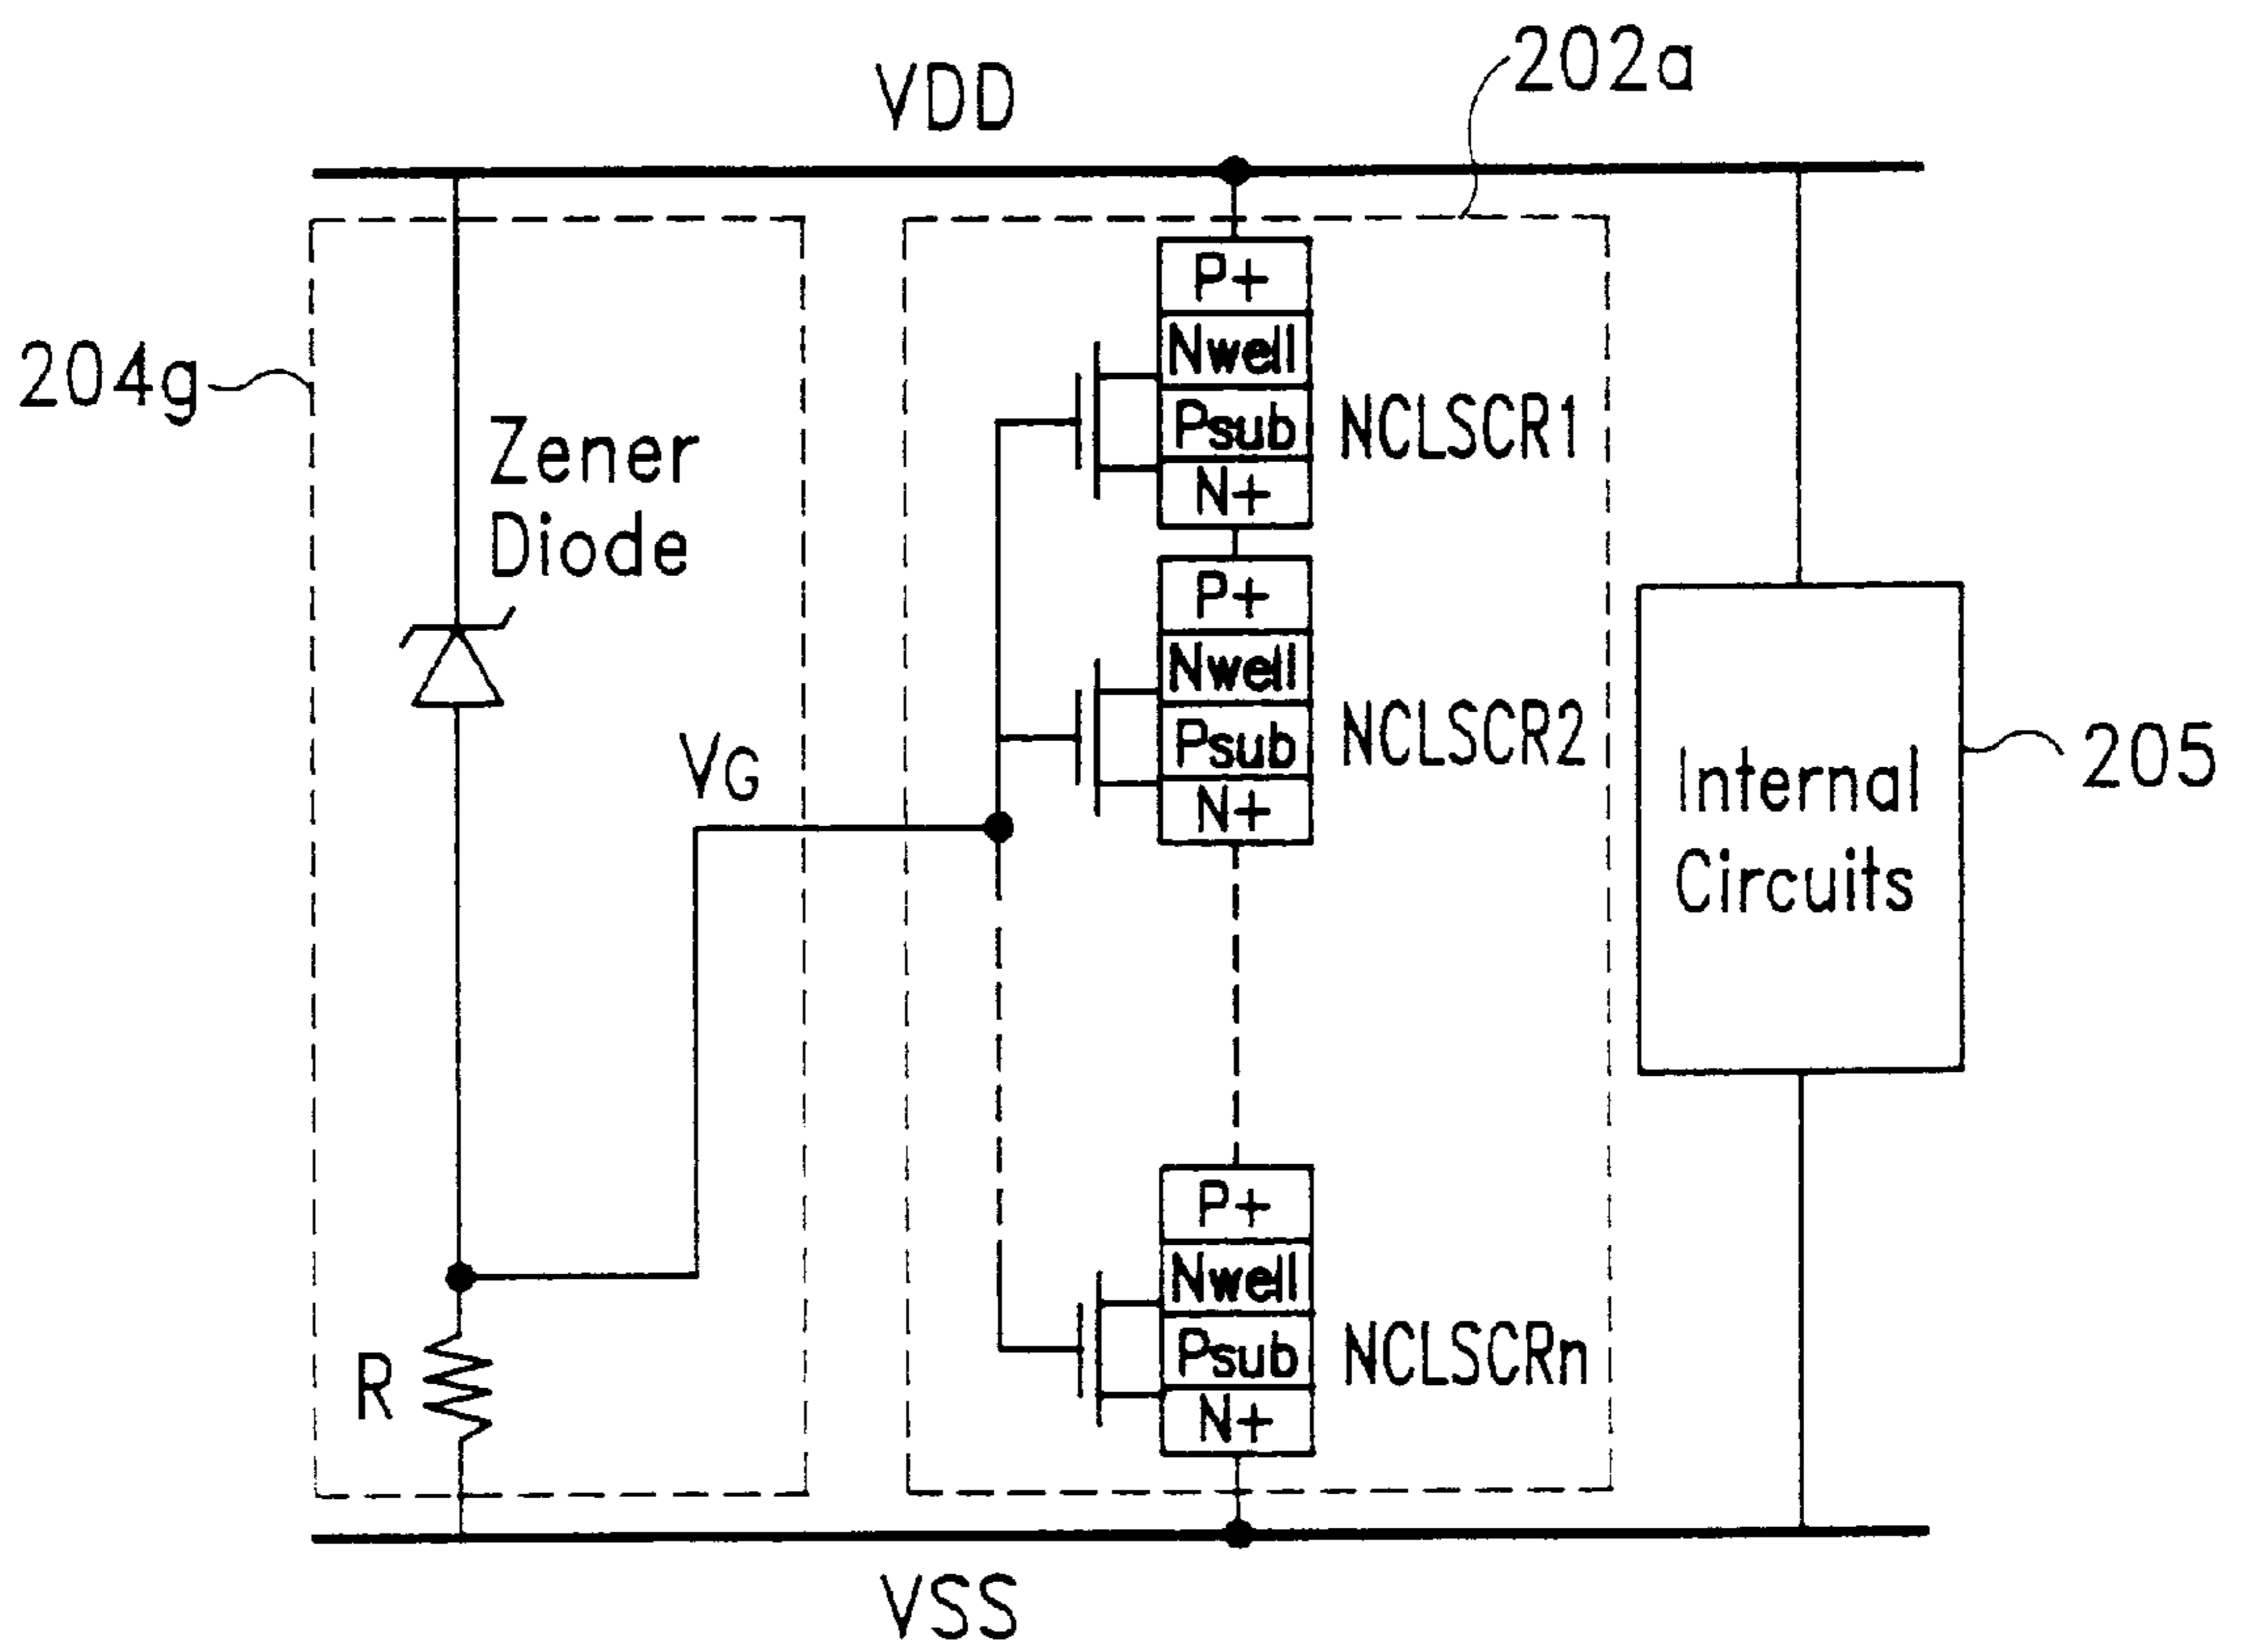 202a
VDD
204g
Zener
Diode
P+
Nwell
Psub
N+
NCLSCR1
P+
Nwell
Psub
N+
NCLSCR2
VG
Internal
Circuits
205
P+
Nwell
Psub
N+
NCLSCRn
R
VSS